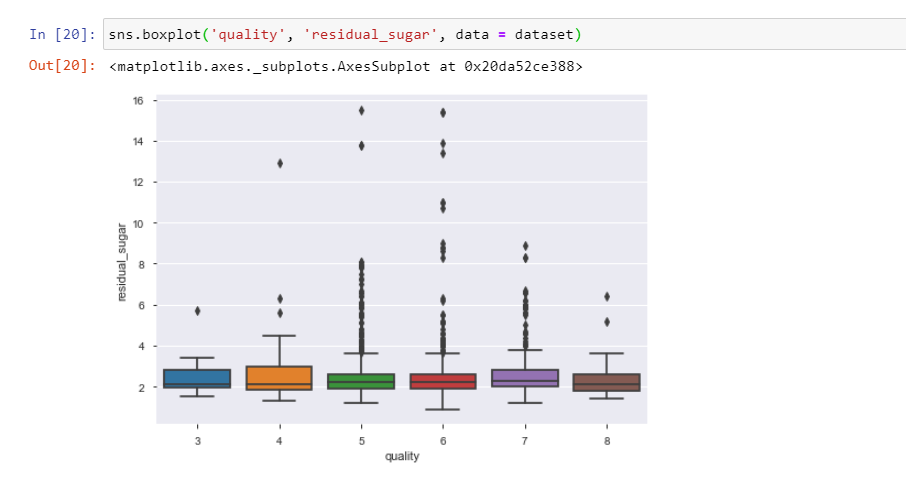 In [20]: sns.boxplot('quality', 'residual_sugar', data = dataset)
Out[20]: <matplotlib.axes._subplots.AxesSubplot at 0x20da52ce388>
16
14
12
10
8
6
4
2
residual_sugar
3 4 5 6 7 8
quality